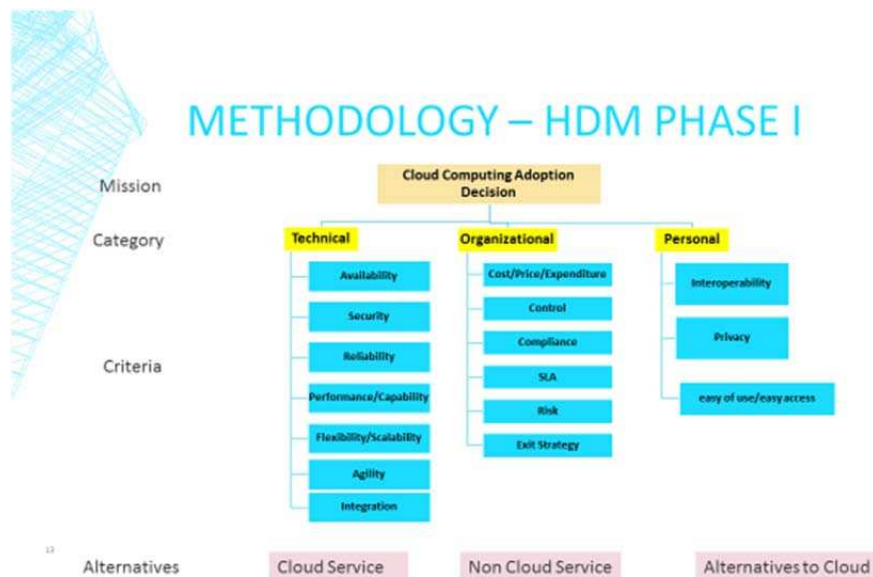 METHODOLOGY – HDM PHASE I
Mission
Cloud Computing Adoption
Decision
Category
Technical
Organizational
Personal
Criteria
Availability
Security
Reliability
Performance/Capability
Flexibility/Scalability
Agility
Integration
Cost/Price/Expenditure
Control
Compliance
SLA
Risk
Exit Strategy
Interoperability
Privacy
easy of use/easy access
13
Alternatives
Cloud Service
Non Cloud Service
Alternatives to Cloud